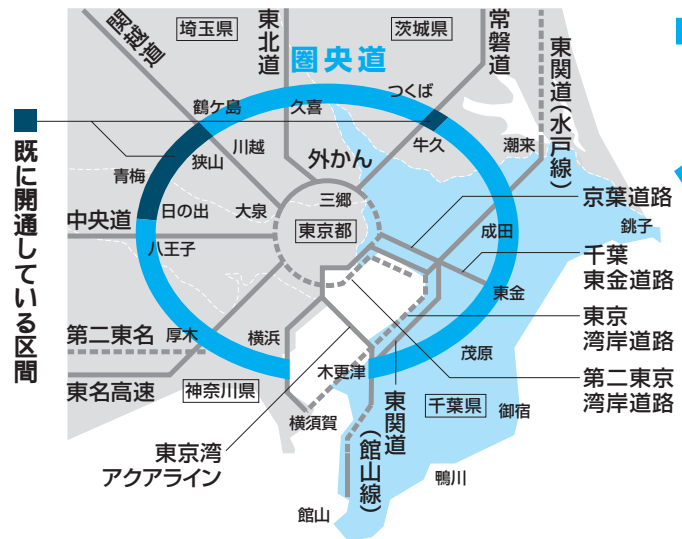 関越道
埼玉県
東北道
茨城県
常磐道
東関道(水戸線)
圏央道
つくば
鶴ケ島
久喜
牛久
潮来
川越
外かん
狭山
青梅
三郷
既に開通している区間
日の出
大泉
京葉道路
中央道
東京都
成田
銚子
八王子
千葉
東金道路
東金
東京
湾岸道路
第二東名
厚木
横浜
茂原
木更津
第二東京
湾岸道路
東名高速
神奈川県
千葉県
御宿
横須賀
東関道
(館山線)
東京湾
アクアライン
鴨川
館山